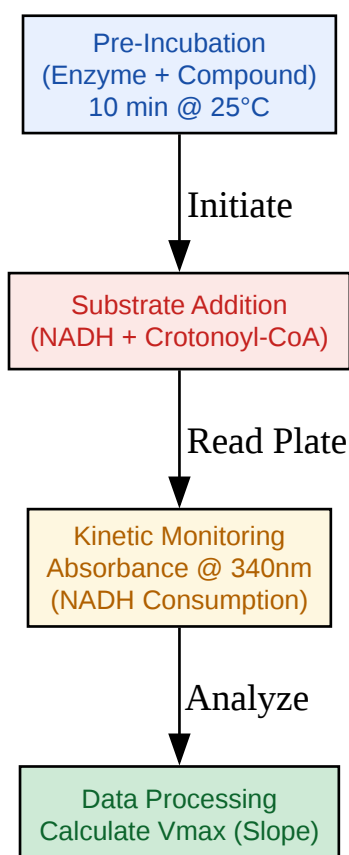 Pre-Incubation
(Enzyme + Compound)
10 min @ 25°C
Initiate
Substrate Addition
(NADH + Crotonoyl-CoA)
Read Plate
Kinetic Monitoring
Absorbance @ 340nm
(NADH Consumption)
Analyze
Data Processing
Calculate Vmax (Slope)